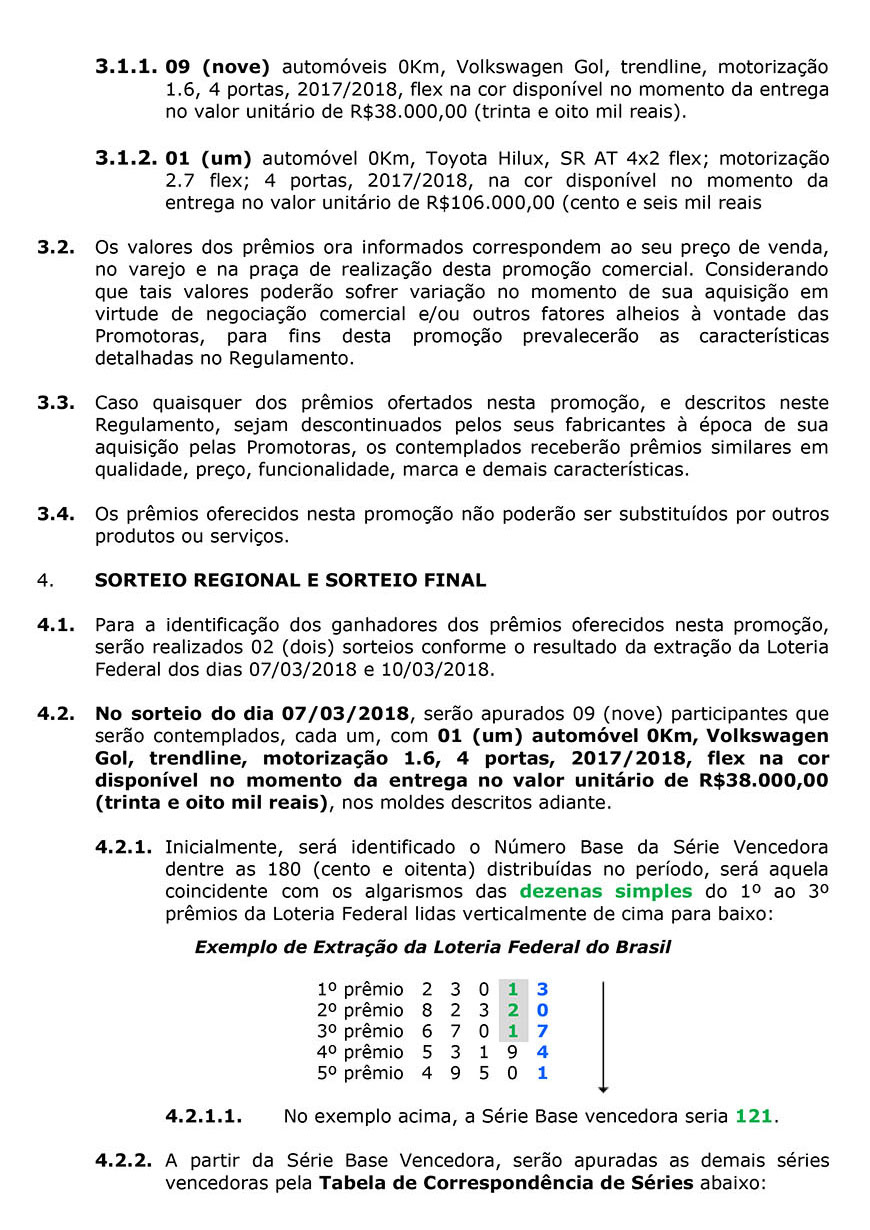 3.1.1. 09 (nove) automóveis 0Km, Volkswagen Gol, trendline, motorização
1.6, 4 portas, 2017/2018, flex na cor disponível no momento da entrega
no valor unitário de R$38.000,00 (trinta e oito mil reais).
3.1.2. 01 (um) automóvel 0Km, Toyota Hilux, SR AT 4x2 flex; motorização
2.7 flex; 4 portas, 2017/2018, na cor disponível no momento da
entrega no valor unitário de R$106.000,00 (cento e seis mil reais
3.2. Os valores dos prêmios ora informados correspondem ao seu preço de venda,
no varejo e na praça de realização desta promoção comercial. Considerando
que tais valores poderão sofrer variação no momento de sua aquisição em
virtude de negociação comercial e/ou outros fatores alheios à vontade das
Promotoras, para fins desta promoção prevalecerão as características
detalhadas no Regulamento.
3.3. Caso quaisquer dos prêmios ofertados nesta promoção, e descritos neste
Regulamento, sejam descontinuados pelos seus fabricantes à época de sua
aquisição pelas Promotoras, os contemplados receberão prêmios similares em
qualidade, preço, funcionalidade, marca e demais características.
3.4. Os prêmios oferecidos nesta promoção não poderão ser substituídos por outros
produtos ou serviços.
4. SORTEIO REGIONAL E SORTEIO FINAL
4.1. Para a identificação dos ganhadores dos prêmios oferecidos nesta promoção,
serão realizados 02 (dois) sorteios conforme o resultado da extração da Loteria
Federal dos dias 07/03/2018 e 10/03/2018.
4.2. No sorteio do dia 07/03/2018, serão apurados 09 (nove) participantes que
serão contemplados, cada um, com 01 (um) automóvel 0Km, Volkswagen
Gol, trendline, motorização 1.6, 4 portas, 2017/2018, flex na cor
disponível no momento da entrega no valor unitário de R$38.000,00
(trinta e oito mil reais), nos moldes descritos adiante.
4.2.1. Inicialmente, será identificado o Número Base da Série Vencedora
dentre as 180 (cento e oitenta) distribuídas no período, será aquela
coincidente com os algarismos das dezenas simples do 1º ao 3º
prêmios da Loteria Federal lidas verticalmente de cima para baixo:
Exemplo de Extração da Loteria Federal do Brasil
1º prêmio 2 3 0 1 3
2º prêmio 8 2 3 2 0
3º prêmio 6 7 0 1 7
4º prêmio 5 3 1 9 4
5º prêmio 4 9 5 0 1
4.2.1.1. No exemplo acima, a Série Base vencedora seria 121.
4.2.2. A partir da Série Base Vencedora, serão apuradas as demais séries
vencedoras pela Tabela de Correspondência de Séries abaixo: